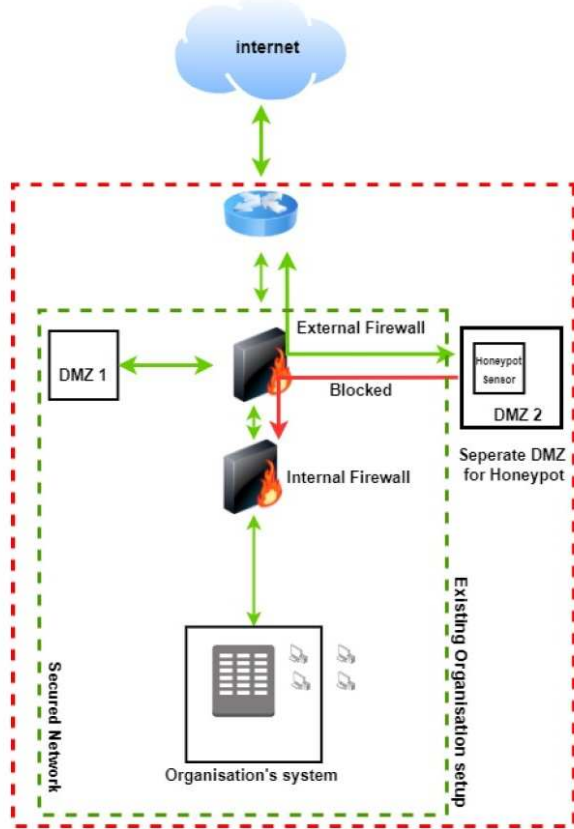 internet
External Firewall
DMZ 1
Honeypot
Sensor
Blocked
DMZ 2
Internal Firewall
Seperate DMZ
for Honeypot
Existing Organisation setup
Secured Network
Organisation's system